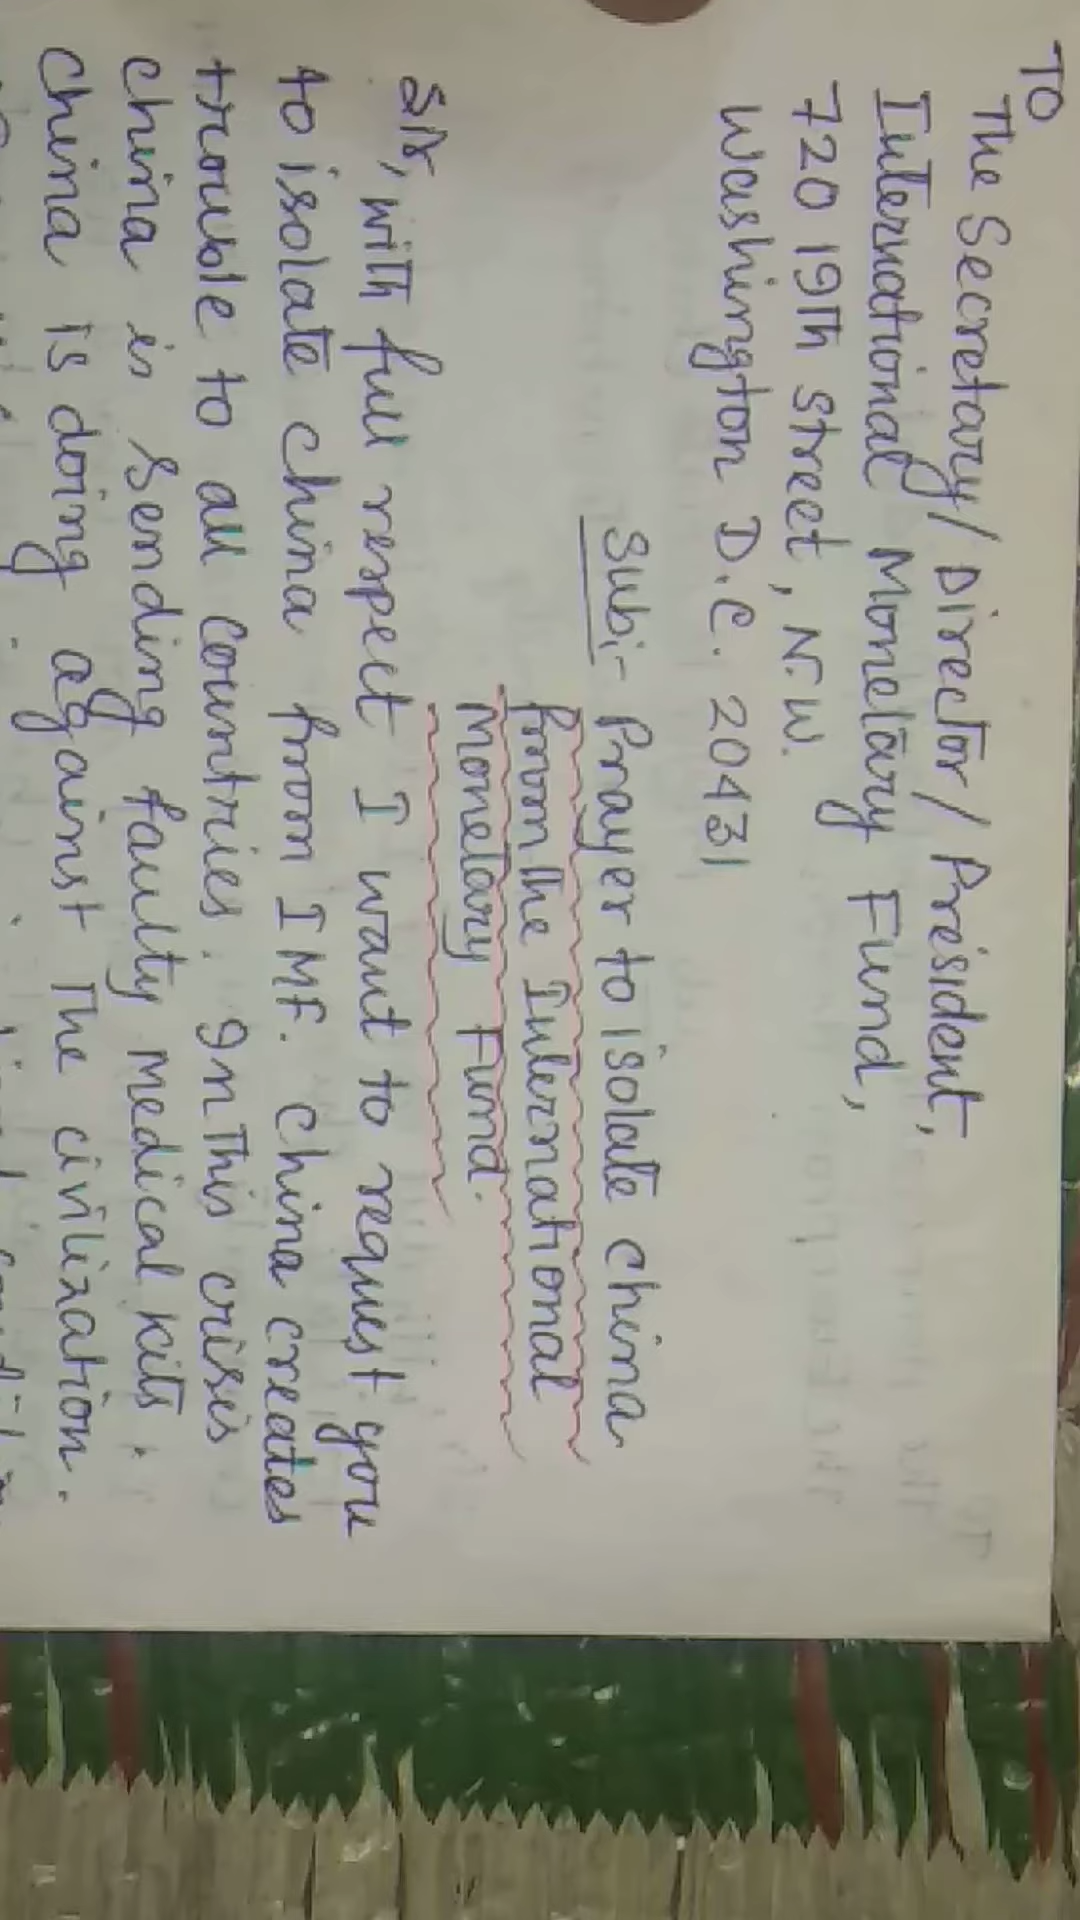 TO
The Secretary/Director/President,
International Monetary Fund,
720 19th street, N.W.
Washington D.C. 20431
Sub:- Prayer to isolate china
from the International
Monetary Fund.
Sir, with full respect I want to request you
to isolate china from IMF. China creates
trouble to all countries. In this crisis
china is sending faulty medical kits.
China is doing against the civilization.